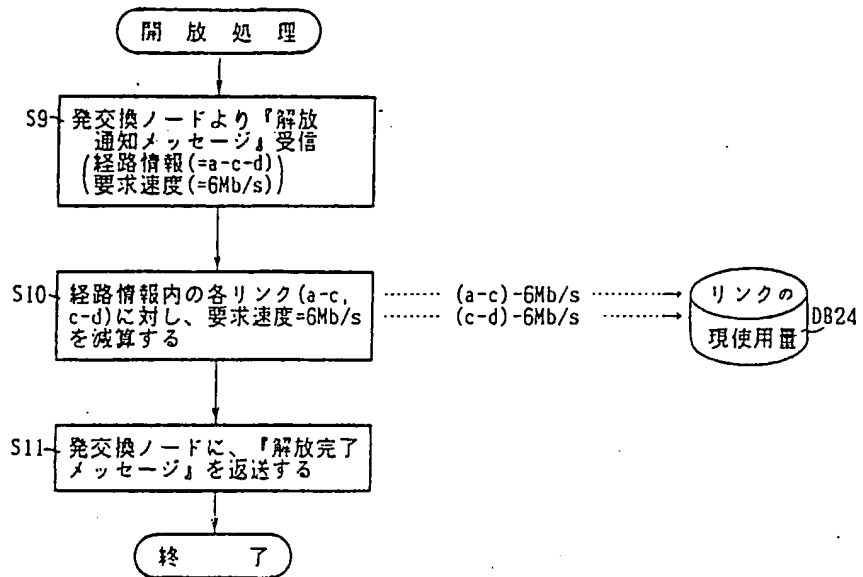 開放処理
S9
発交換ノードより『解放
通知メッセージ』受信
(経路情報(=a-c-d)
要求速度(=6Mb/s))
S10
経路情報内の各リンク(a-c,
c-d)に対し、要求速度=6Mb/s
を減算する
(a-c)-6Mb/s
(c-d)-6Mb/s
リンクの
現使用量
DB24
S11
発交換ノードに、『解放完了
メッセージ』を返送する
終了